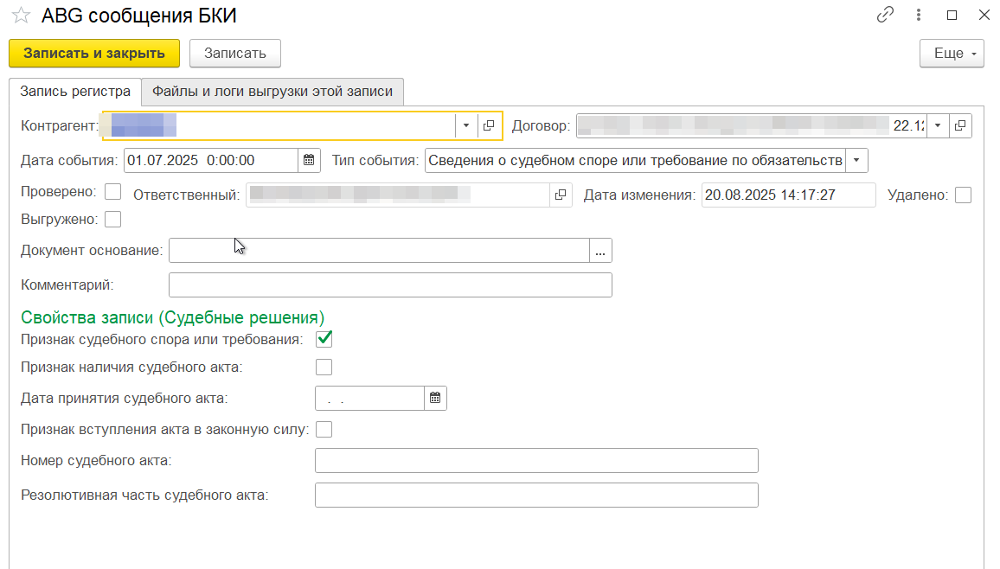 ABG сообщения БКИ
Записать и закрыть Записать Еще
Запись регистра Файлы и логи выгрузки этой записи
Контрагент: Договор: 22.12
Дата события: 01.07.2025 0:00:00 Тип события: Сведения о судебном споре или требование по обязательств
Проверено: Ответственный: Дата изменения: 20.08.2025 14:17:27 Удалено:
Выгружено:
Документ основание: ...
Комментарий:
Свойства записи (Судебные решения)
Признак судебного спора или требования:
Признак наличия судебного акта:
Дата принятия судебного акта: . .
Признак вступления акта в законную силу:
Номер судебного акта:
Резолютивная часть судебного акта: